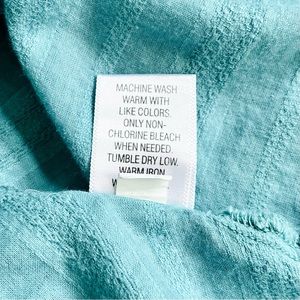 MACHINE WASH
WARM WITH
LIKE COLORS.
ONLY NON-
CHLORINE BLEACH
WHEN NEEDED.
TUMBLE DRY LOW.
WARM IRON